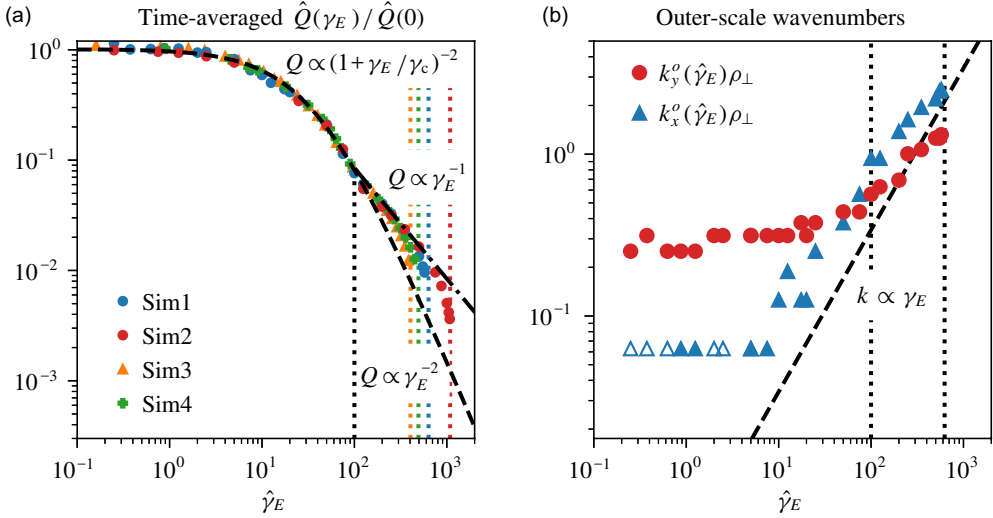 (a) Time-averaged Q̂(γ_E) / Q̂(0)
10^0
10^−1
10^−2
10^−3
Q ∝ (1 + γ_E /γ_c)^−2
Q ∝ γ_E^−1
Q ∝ γ_E^−2
Sim1
Sim2
Sim3
Sim4
10^−1 10^0 10^1 10^2 10^3
γ̂_E
(b) Outer-scale wavenumbers
k_y^o(γ̂_E)ρ_⊥
k_x^o(γ̂_E)ρ_⊥
10^0
10^−1
k ∝ γ_E
10^−1 10^0 10^1 10^2 10^3
γ̂_E